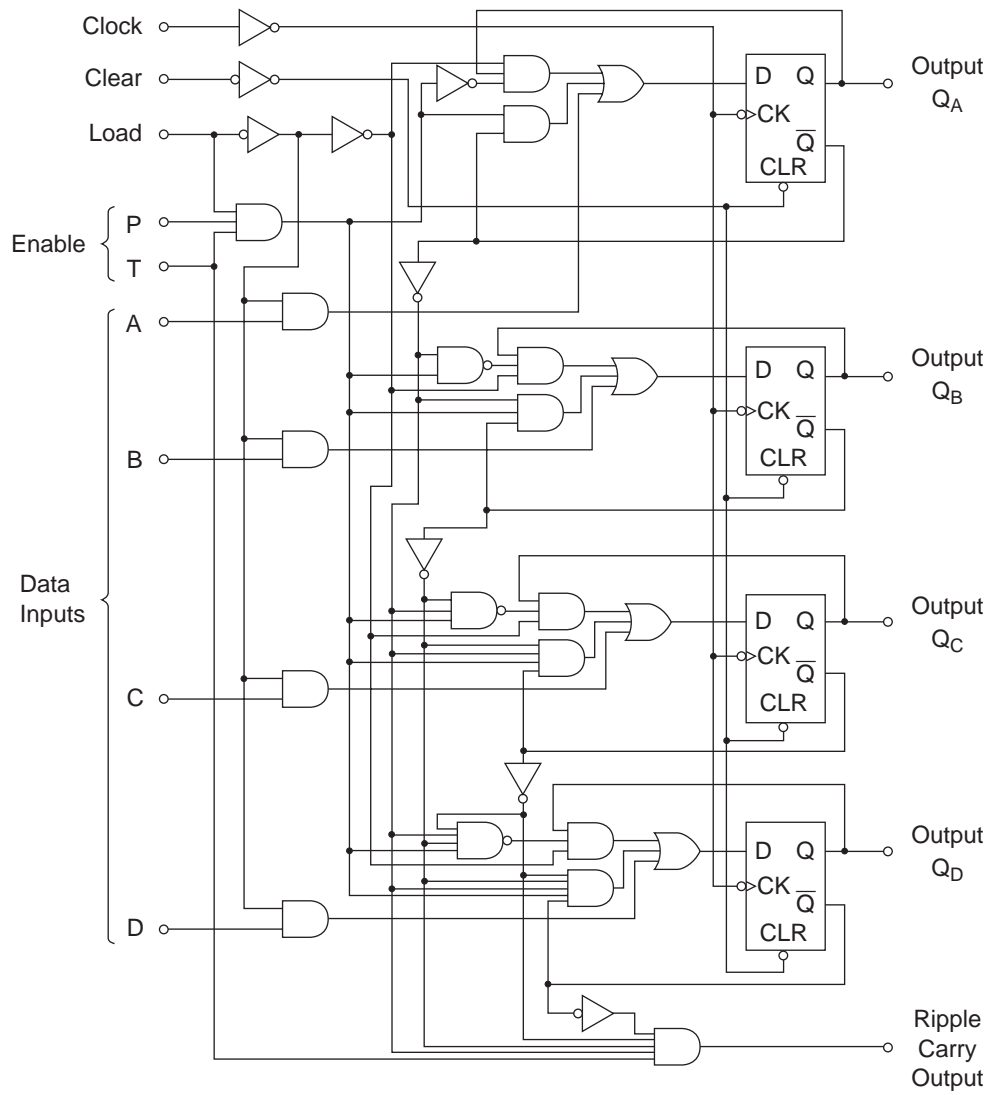 Clock
Clear
Load
Enable
P
T
Data
Inputs
A
B
C
D
D Q
CK
Q
CLR
Output
QA
D Q
CK
Q
CLR
Output
QB
D Q
CK
Q
CLR
Output
QC
D Q
CK
Q
CLR
Output
QD
Ripple
Carry
Output